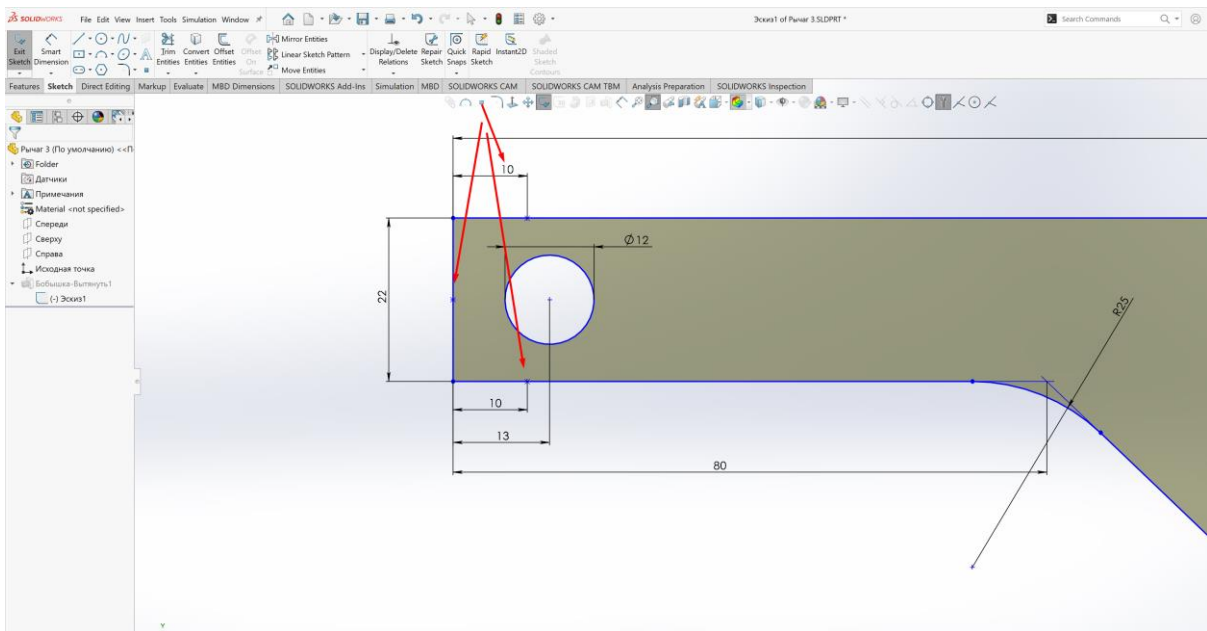 SOLIDWORKS File Edit View Insert Tools Simulation Window
Эскиз1 of Рычаг 3.SLDPRT *
Search Commands
Exit Sketch
Smart Dimension
Trim Entities
Convert Entities
Offset Entities
Offset On Surface
Mirror Entities
Linear Sketch Pattern
Move Entities
Display/Delete Relations
Repair Sketch
Quick Snaps
Rapid Sketch
Instant2D
Shaded Sketch Contours
Features Sketch Direct Editing Markup Evaluate MBD Dimensions SOLIDWORKS Add-Ins Simulation MBD SOLIDWORKS CAM SOLIDWORKS CAM TBM Analysis Preparation SOLIDWORKS Inspection
Рычаг 3 (По умолчанию) <<П
Folder
Датчики
Примечания
Material <not specified>
Спереди
Сверху
Справа
Исходная точка
Бобышка-Вытянуть1
(-) Эскиз1
10
Ø12
22
R25
10
13
80
Y